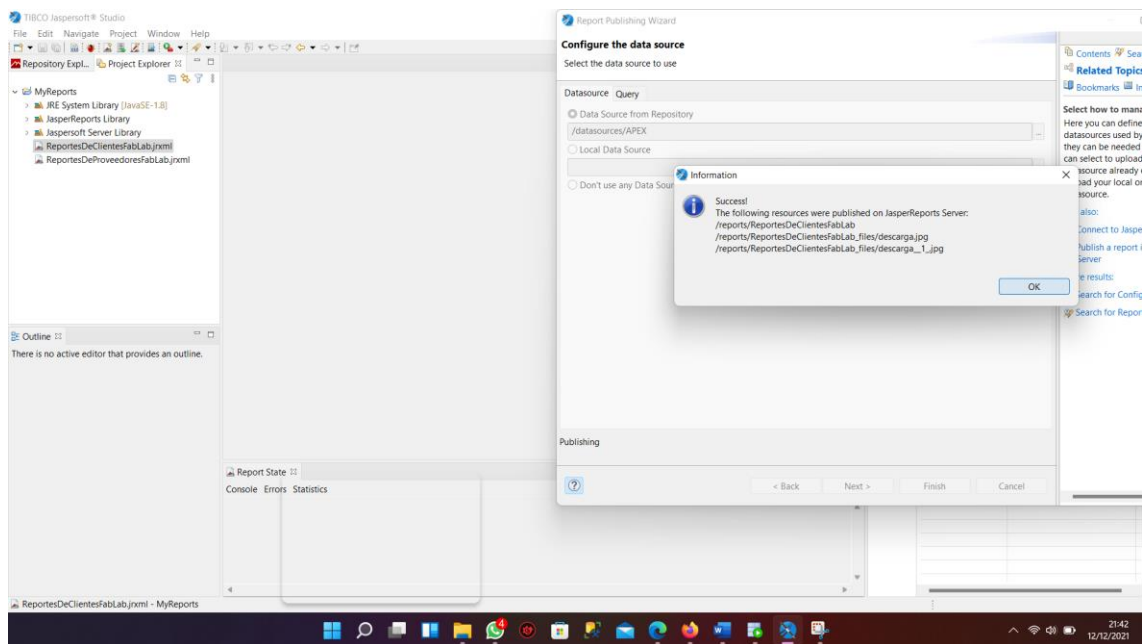 TIBCO Jaspersoft® Studio
File Edit Navigate Project Window Help
Repository Expl... Project Explorer
MyReports
JRE System Library [JavaSE-1.8]
JasperReports Library
Jaspersoft Server Library
ReportesDeClientesFabLab.jrxml
ReportesDeProveedoresFabLab.jrxml
Outline
There is no active editor that provides an outline.
Report State
Console Errors Statistics
ReportesDeClientesFabLab.jrxml - MyReports
Report Publishing Wizard
Configure the data source
Select the data source to use
Datasource Query
Data Source from Repository
/datasources/APEX
...
Local Data Source
Don't use any Data Sour
Information
Success!
The following resources were published on JasperReports Server:
/reports/ReportesDeClientesFabLab
/reports/ReportesDeClientesFabLab_files/descarga.jpg
/reports/ReportesDeClientesFabLab_files/descarga__1_.jpg
OK
Publishing
< Back Next > Finish Cancel
Contents Sea
Related Topics
Bookmarks In
Select how to mana
Here you can define
datasources used by
they can be needed
can select to upload
asource already
oad your local or
asource.
also:
Connect to Jaspe
Publish a report i
Server
e results:
Search for Config
Search for Repor
4
21:42
12/12/2021